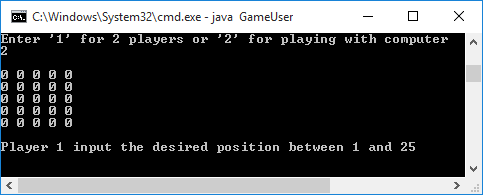 C:\Windows\System32\cmd.exe - java  GameUser
Enter '1' for 2 players or '2' for playing with computer
2
0 0 0 0 0
0 0 0 0 0
0 0 0 0 0
0 0 0 0 0
0 0 0 0 0
Player 1 input the desired position between 1 and 25